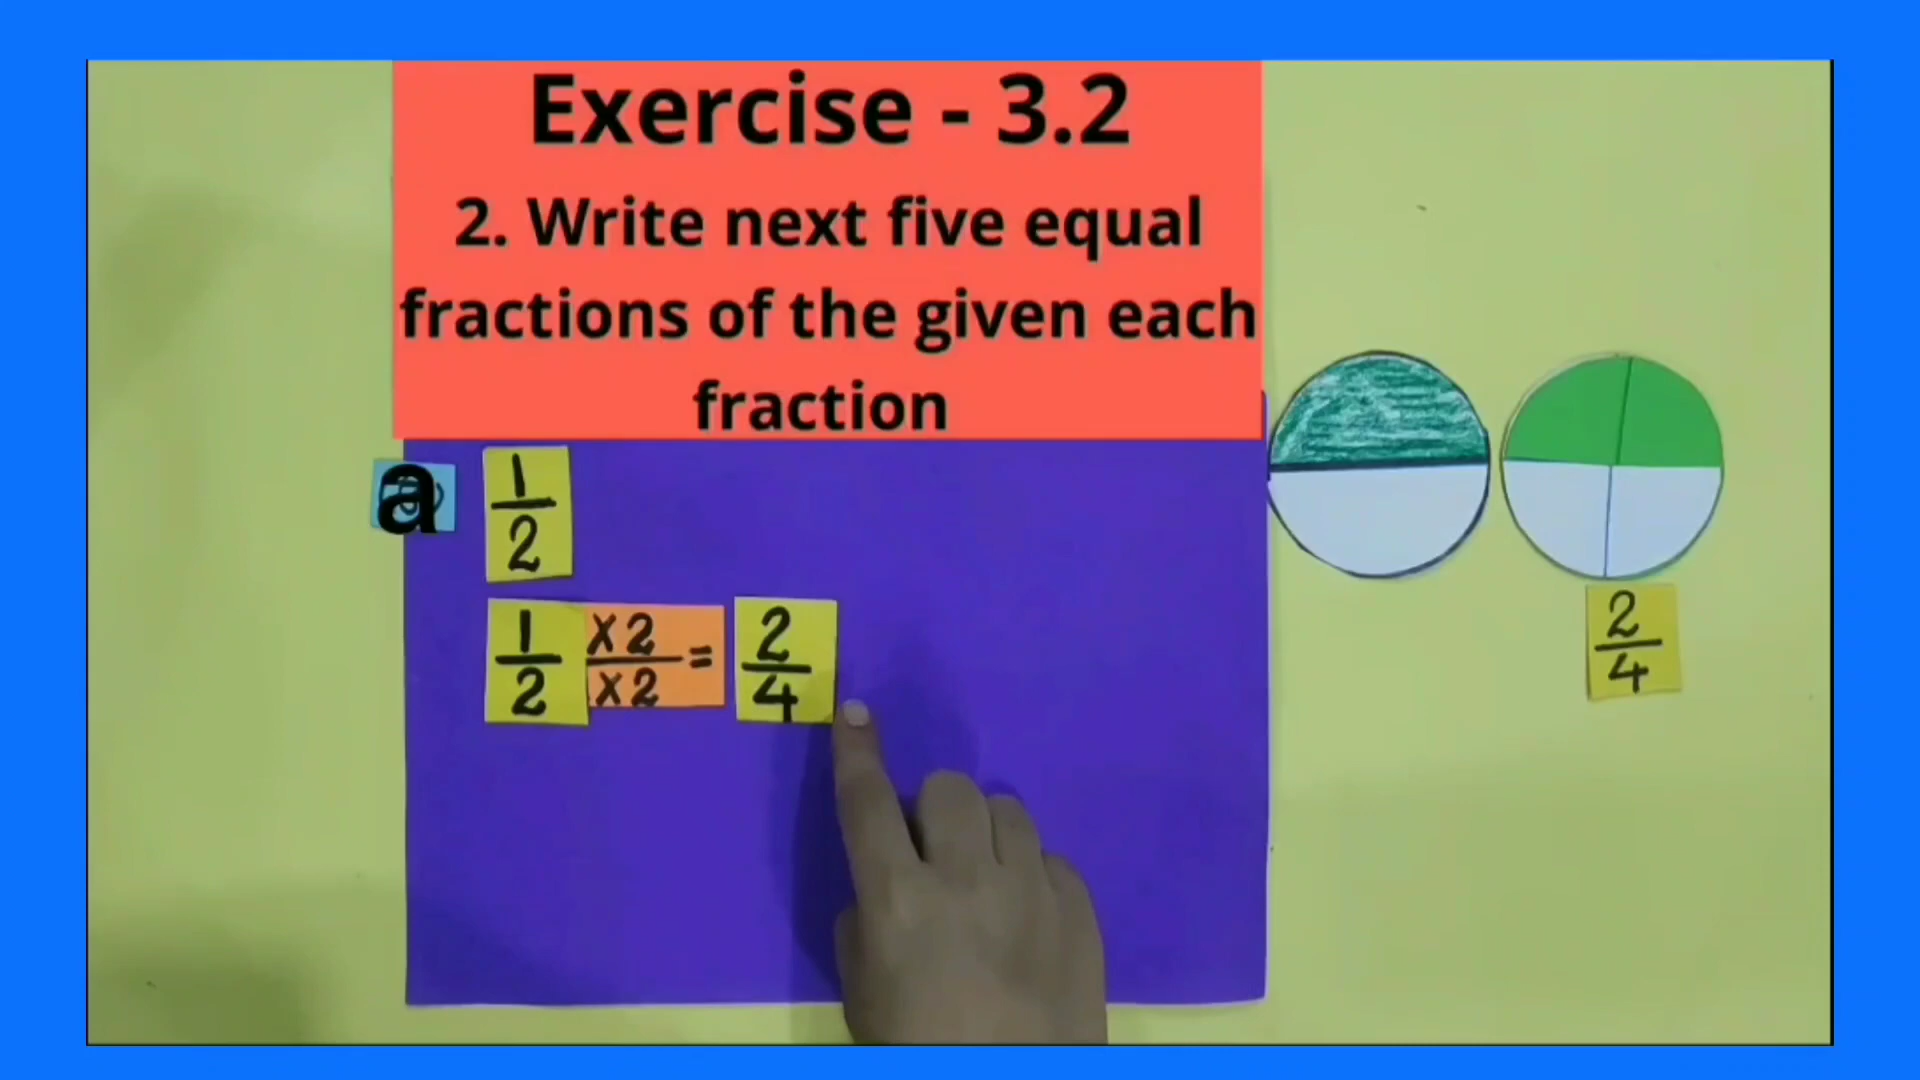 Exercise - 3.2
2. Write next five equal
fractions of the given each
fraction
a
1/2
1/2 ×2/×2 = 2/4
2/4